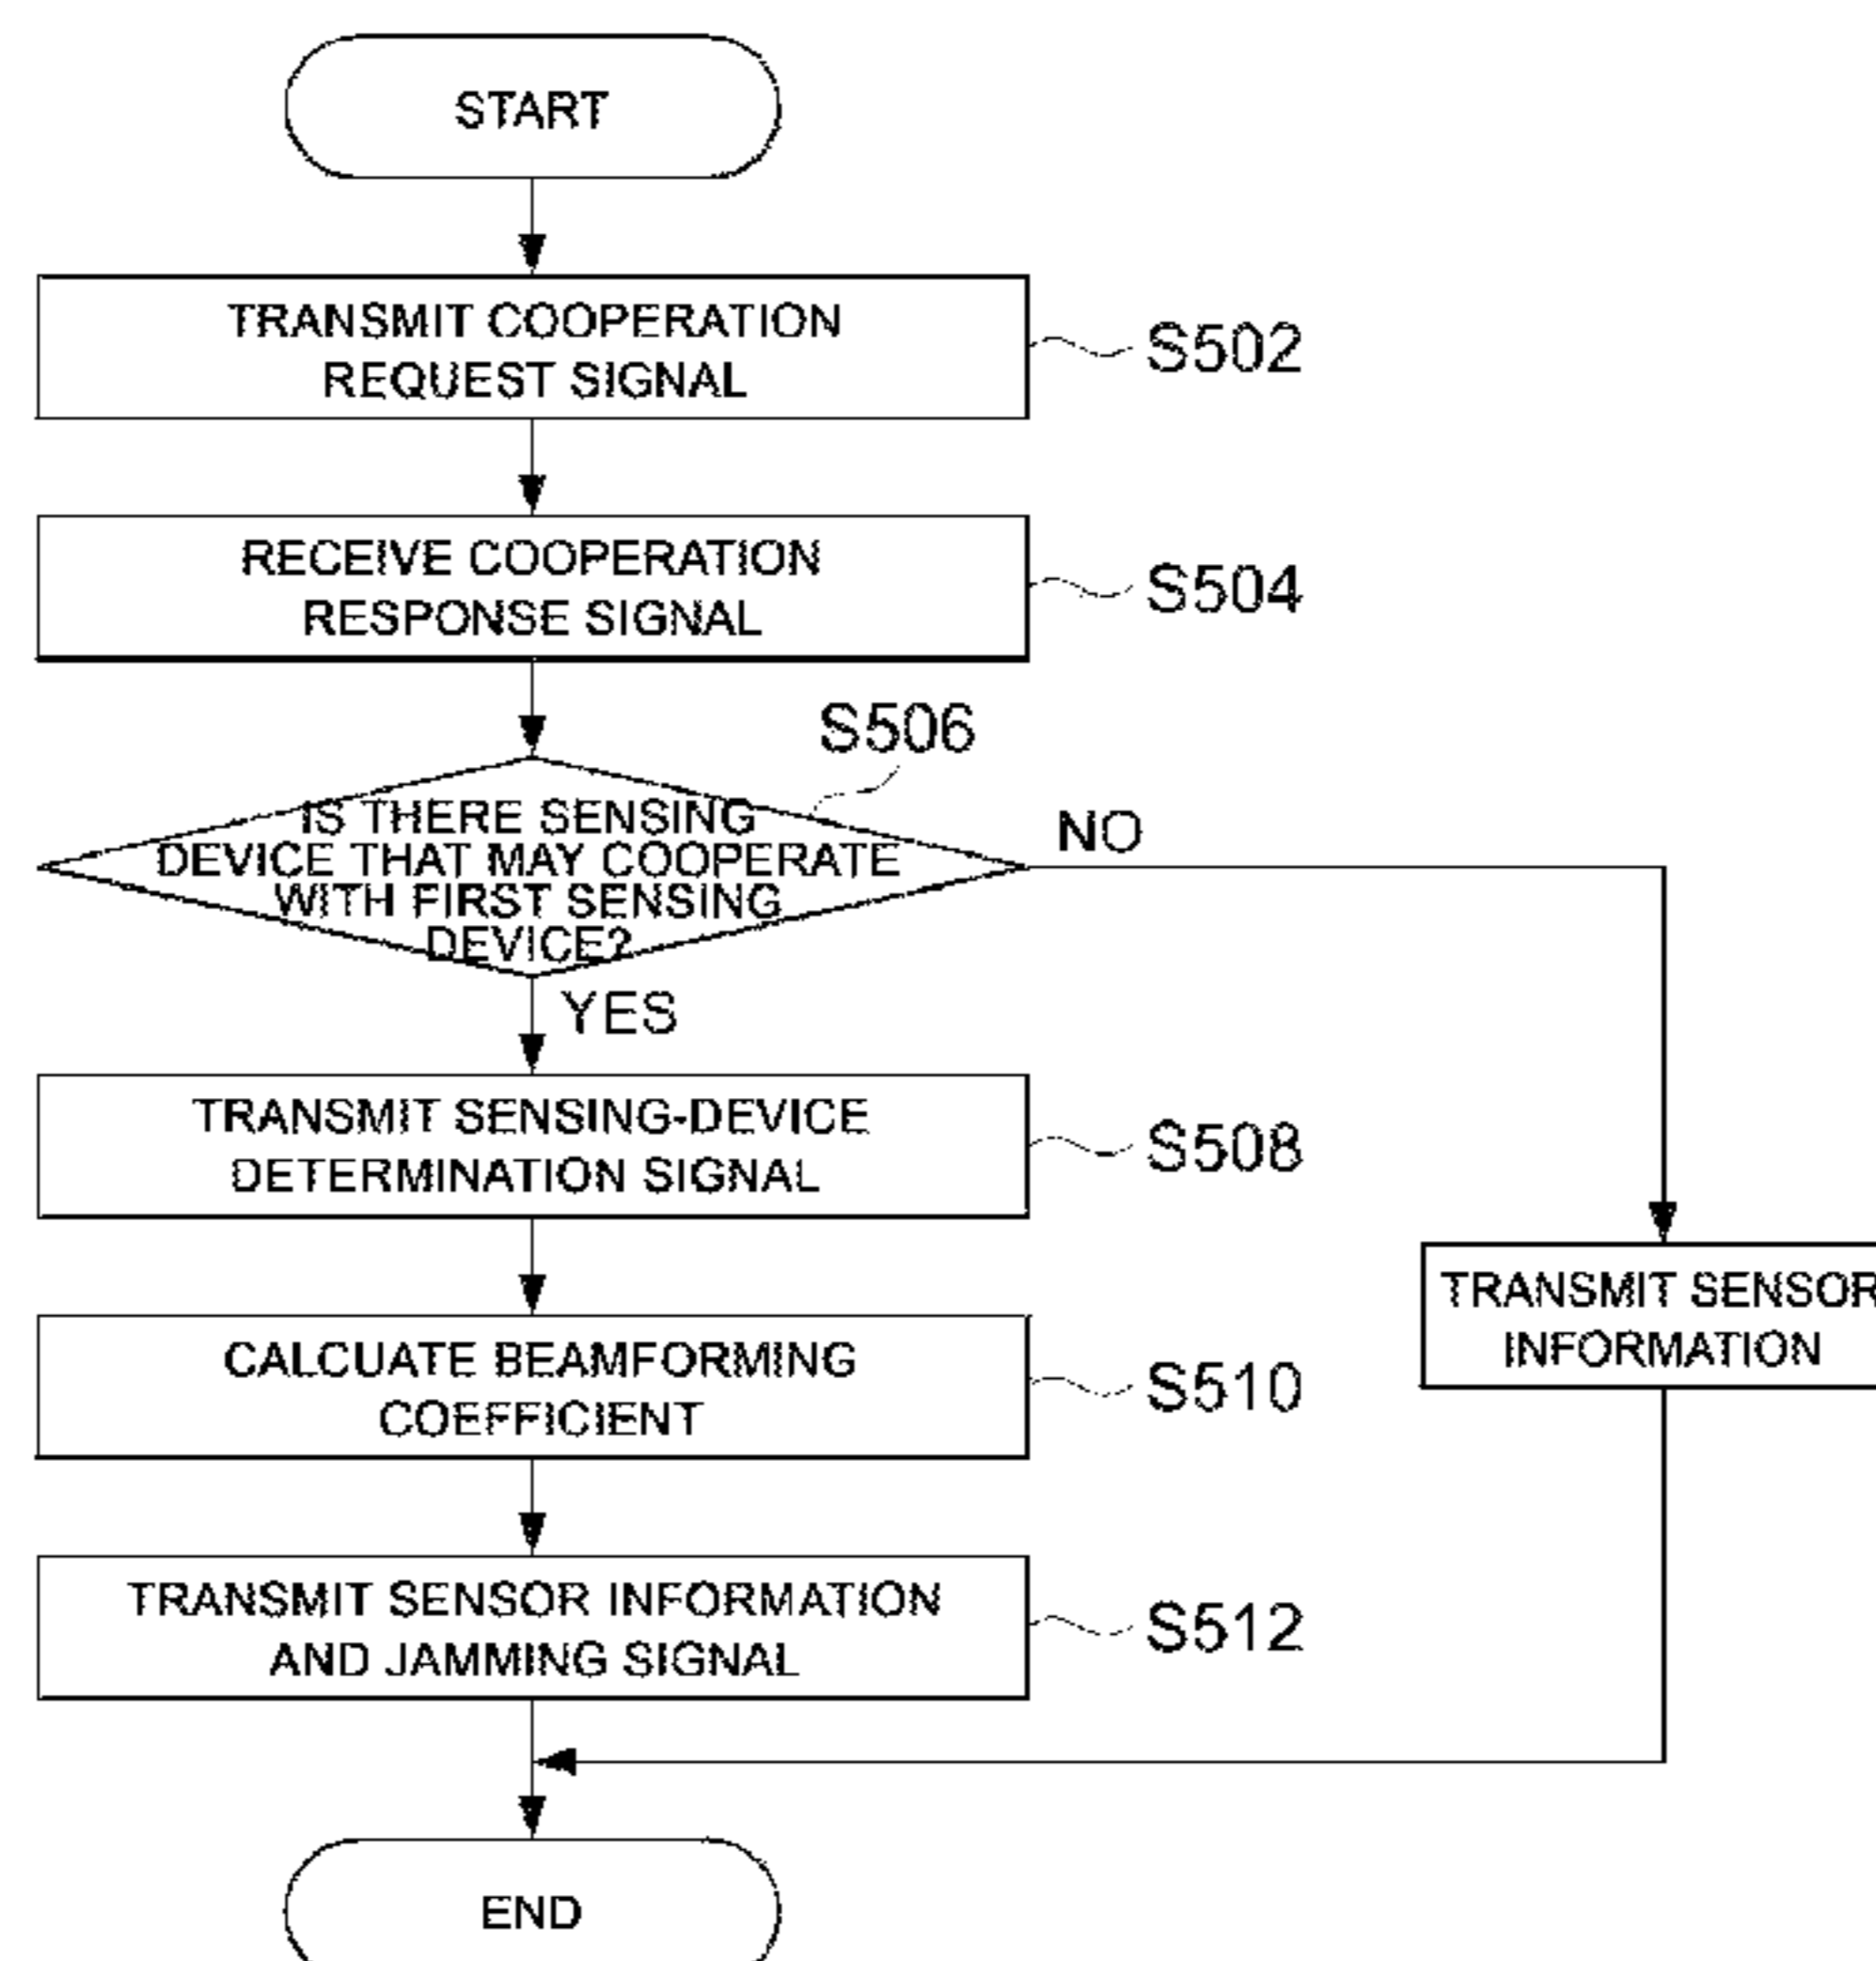 START
TRANSMIT COOPERATION
REQUEST SIGNAL
S502
RECEIVE COOPERATION
RESPONSE SIGNAL
S504
S506
IS THERE SENSING
DEVICE THAT MAY COOPERATE
WITH FIRST SENSING
DEVICE?
NO
YES
TRANSMIT SENSING-DEVICE
DETERMINATION SIGNAL
S508
TRANSMIT SENSOR
INFORMATION
CALCUATE BEAMFORMING
COEFFICIENT
S510
TRANSMIT SENSOR INFORMATION
AND JAMMING SIGNAL
S512
END